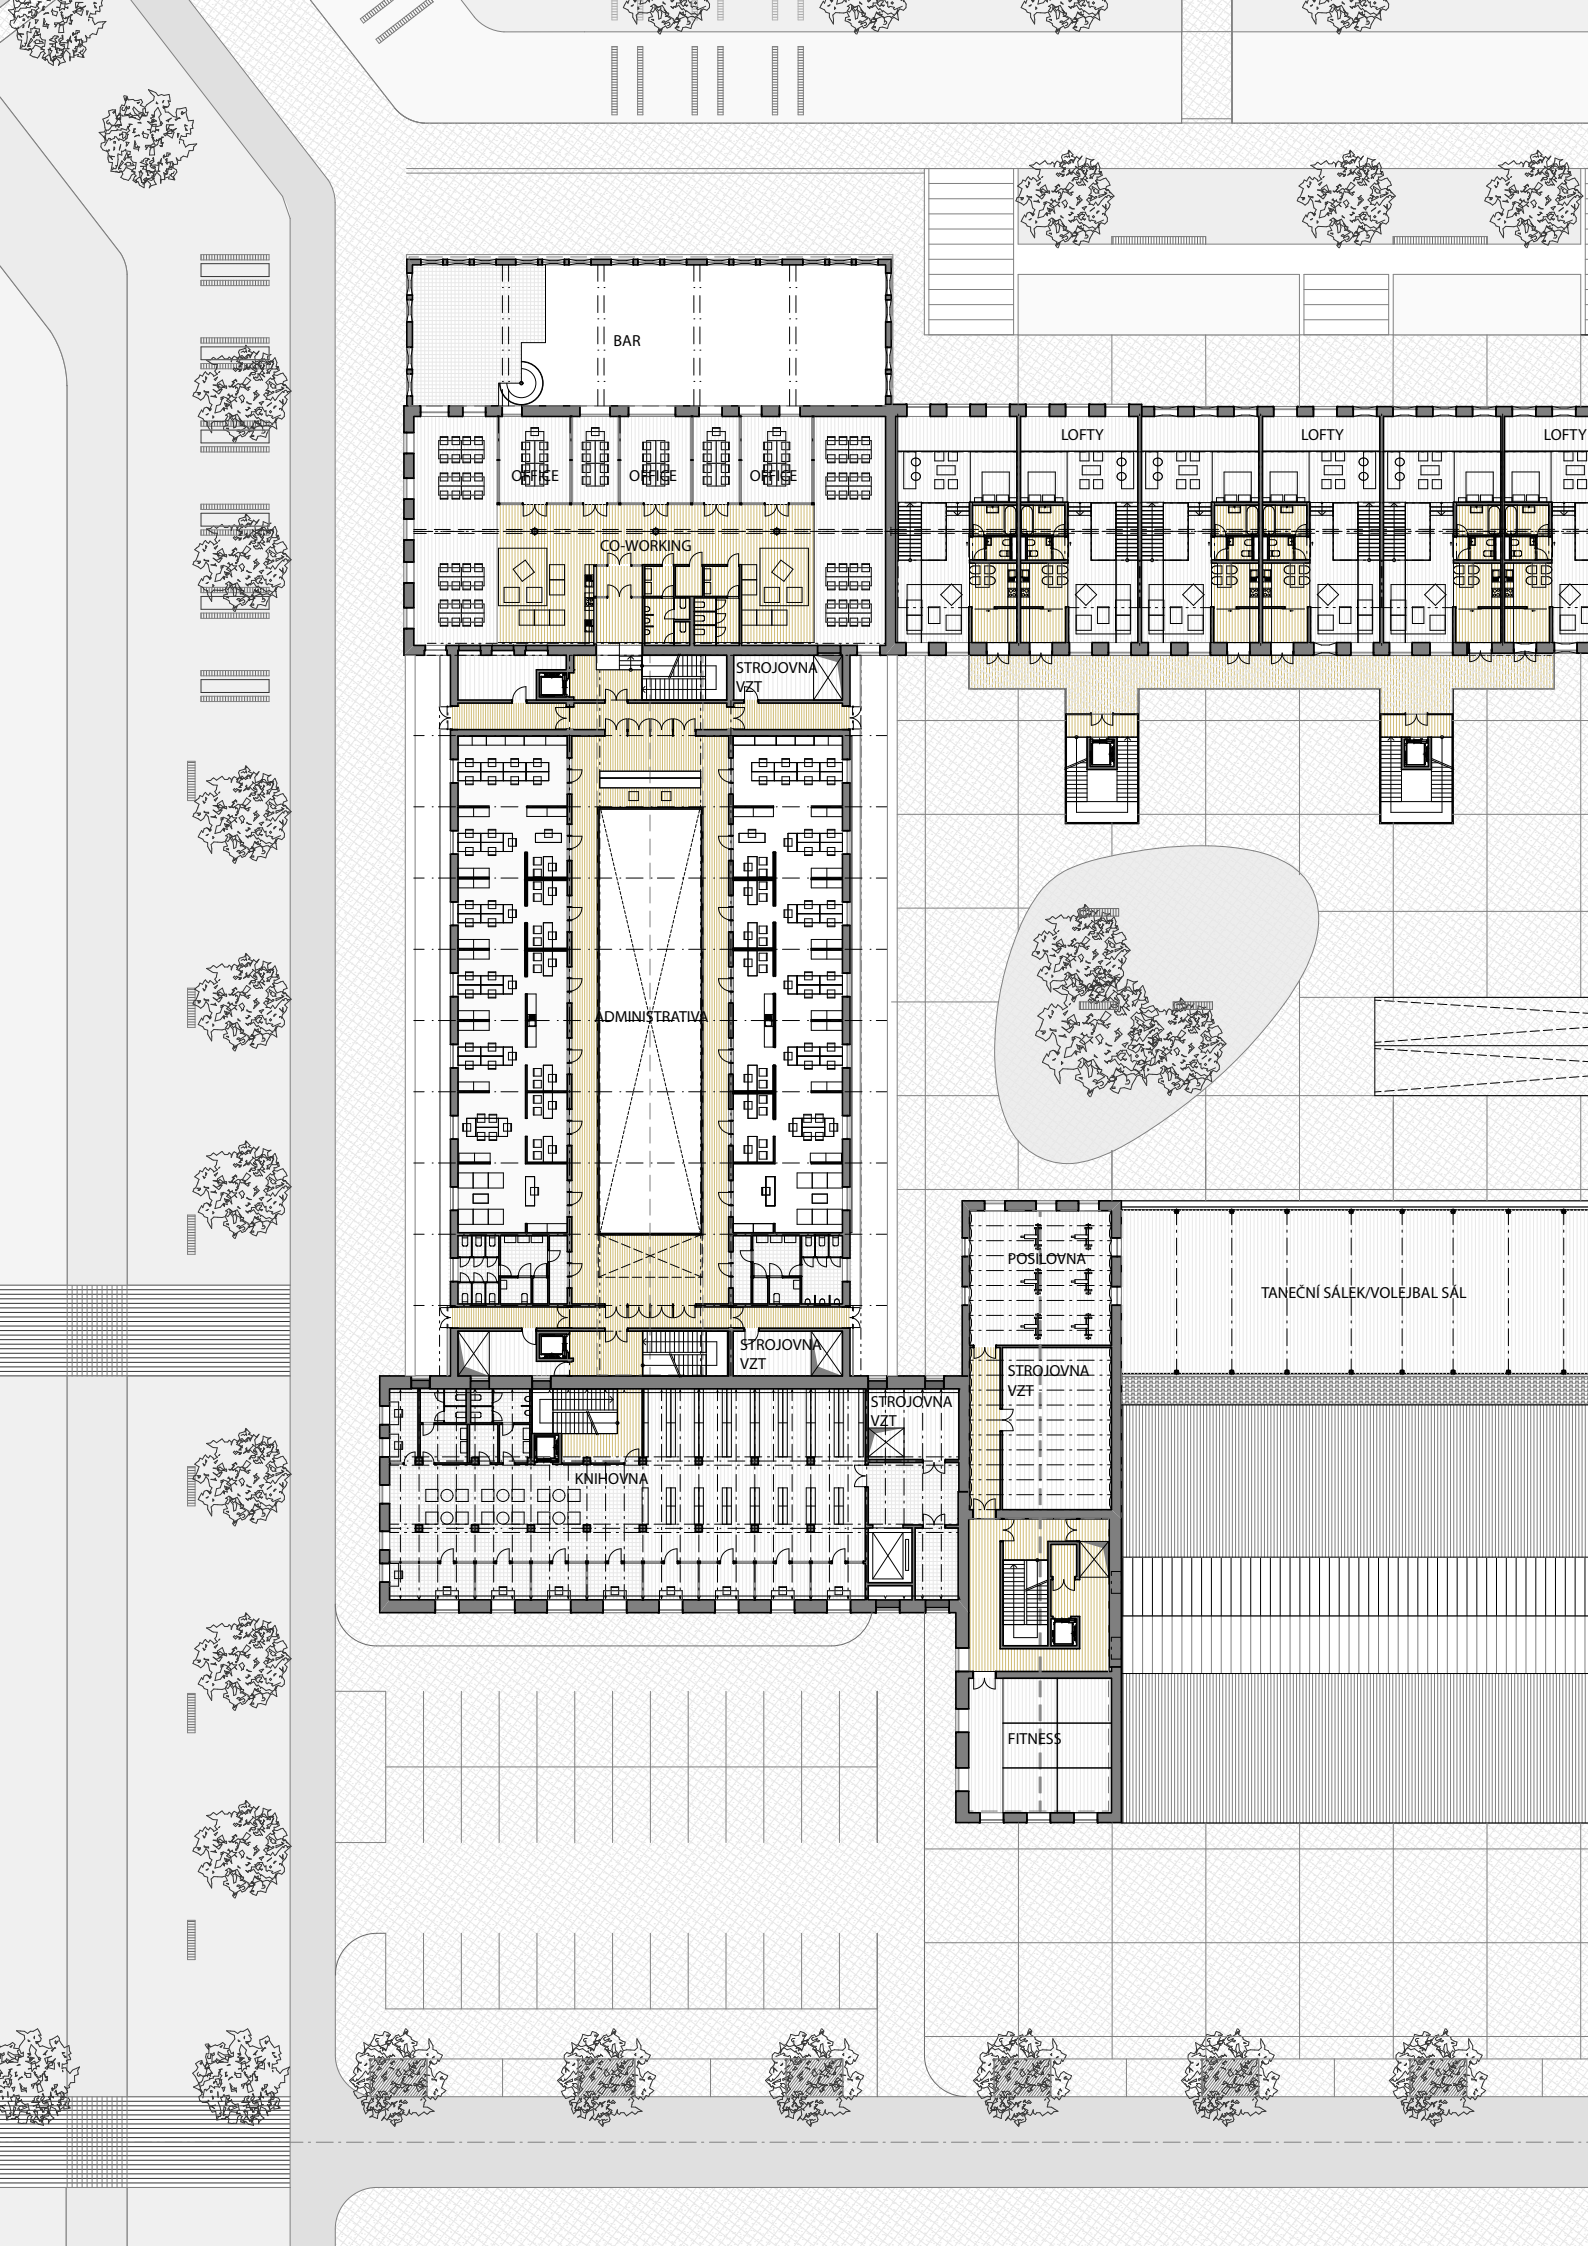 BAR
LOFTY
LOFTY
LOFTY
OFFICE
OFFICE
OFFICE
CO-WORKING
STROJOVNA
VZT
ADMINISTRATIVA
POSILOVNA
TANEČNÍ SÁLEK/VOLEJBAL SÁL
STROJOVNA
VZT
STROJOVNA
VZT
STROJOVNA
VZT
KNIHOVNA
FITNESS